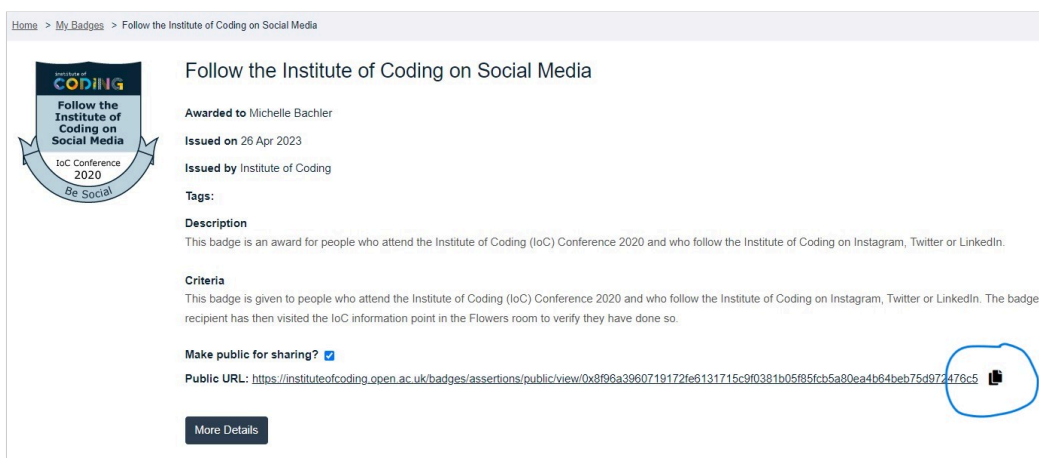 Home > My Badges > Follow the Institute of Coding on Social Media
institute of
CODiNG
Follow the
Institute of
Coding on
Social Media
IoC Conference
2020
Be Social
Follow the Institute of Coding on Social Media
Awarded to Michelle Bachler
Issued on 26 Apr 2023
Issued by Institute of Coding
Tags:
Description
This badge is an award for people who attend the Institute of Coding (IoC) Conference 2020 and who follow the Institute of Coding on Instagram, Twitter or LinkedIn.
Criteria
This badge is given to people who attend the Institute of Coding (IoC) Conference 2020 and who follow the Institute of Coding on Instagram, Twitter or LinkedIn. The badge
recipient has then visited the IoC information point in the Flowers room to verify they have done so.
Make public for sharing?
Public URL: https://instituteofcoding.open.ac.uk/badges/assertions/public/view/0x8f96a3960719172fe6131715c9f0381b05f85fcb5a80ea4b64beb75d972476c5
More Details